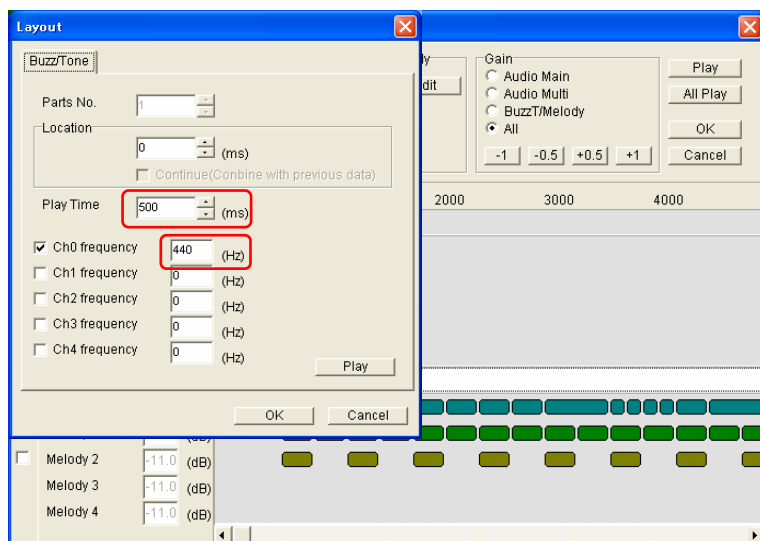 Layout
Buzz/Tone
Parts No. 1
Location
0 (ms)
Continue(Conbine with previous data)
Play Time 500 (ms)
Ch0 frequency 440 (Hz)
Ch1 frequency 0 (Hz)
Ch2 frequency 0 (Hz)
Ch3 frequency 0 (Hz)
Ch4 frequency 0 (Hz)
Play
OK Cancel
dit
Gain
Audio Main
Audio Multi
BuzzT/Melody
All
-1 -0.5 +0.5 +1
Play
All Play
OK
Cancel
2000 3000 4000
(dB)
Melody 2 -11.0 (dB)
Melody 3 -11.0 (dB)
Melody 4 -11.0 (dB)